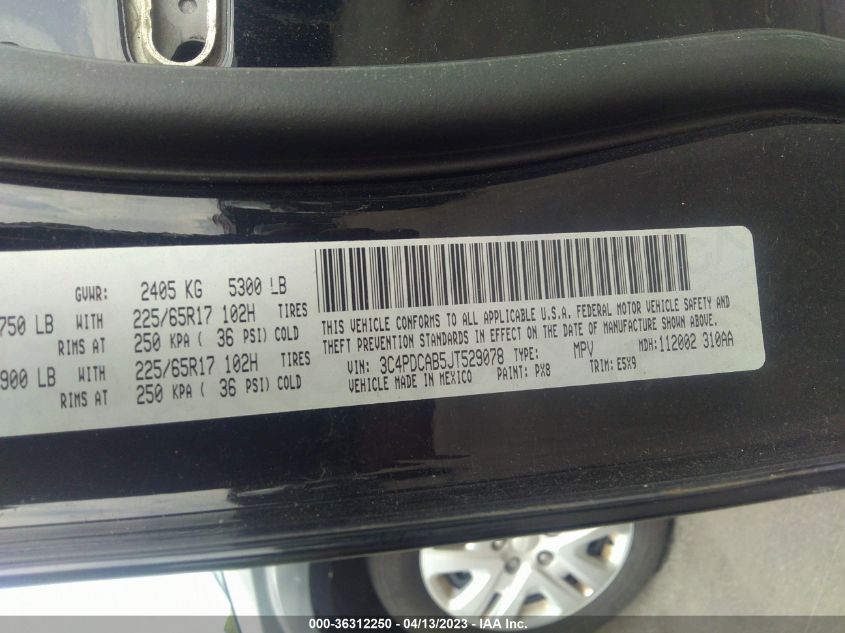 GVWR: 2405 KG 5300 LB
750 LB WITH 225/65R17 102H TIRES
RIMS AT 250 KPA ( 36 PSI) COLD
900 LB WITH 225/65R17 102H TIRES
RIMS AT 250 KPA ( 36 PSI) COLD
THIS VEHICLE CONFORMS TO ALL APPLICABLE U.S.A. FEDERAL MOTOR VEHICLE SAFETY AND
THEFT PREVENTION STANDARDS IN EFFECT ON THE DATE OF MANUFACTURE SHOWN ABOVE.
VIN: 3C4PDCAB5JT529078 TYPE: MPV MDH: 112002 310AA
VEHICLE MADE IN MEXICO PAINT: PX8 TRIM: E5X9
000-36312250 - 04/13/2023 - IAA Inc.